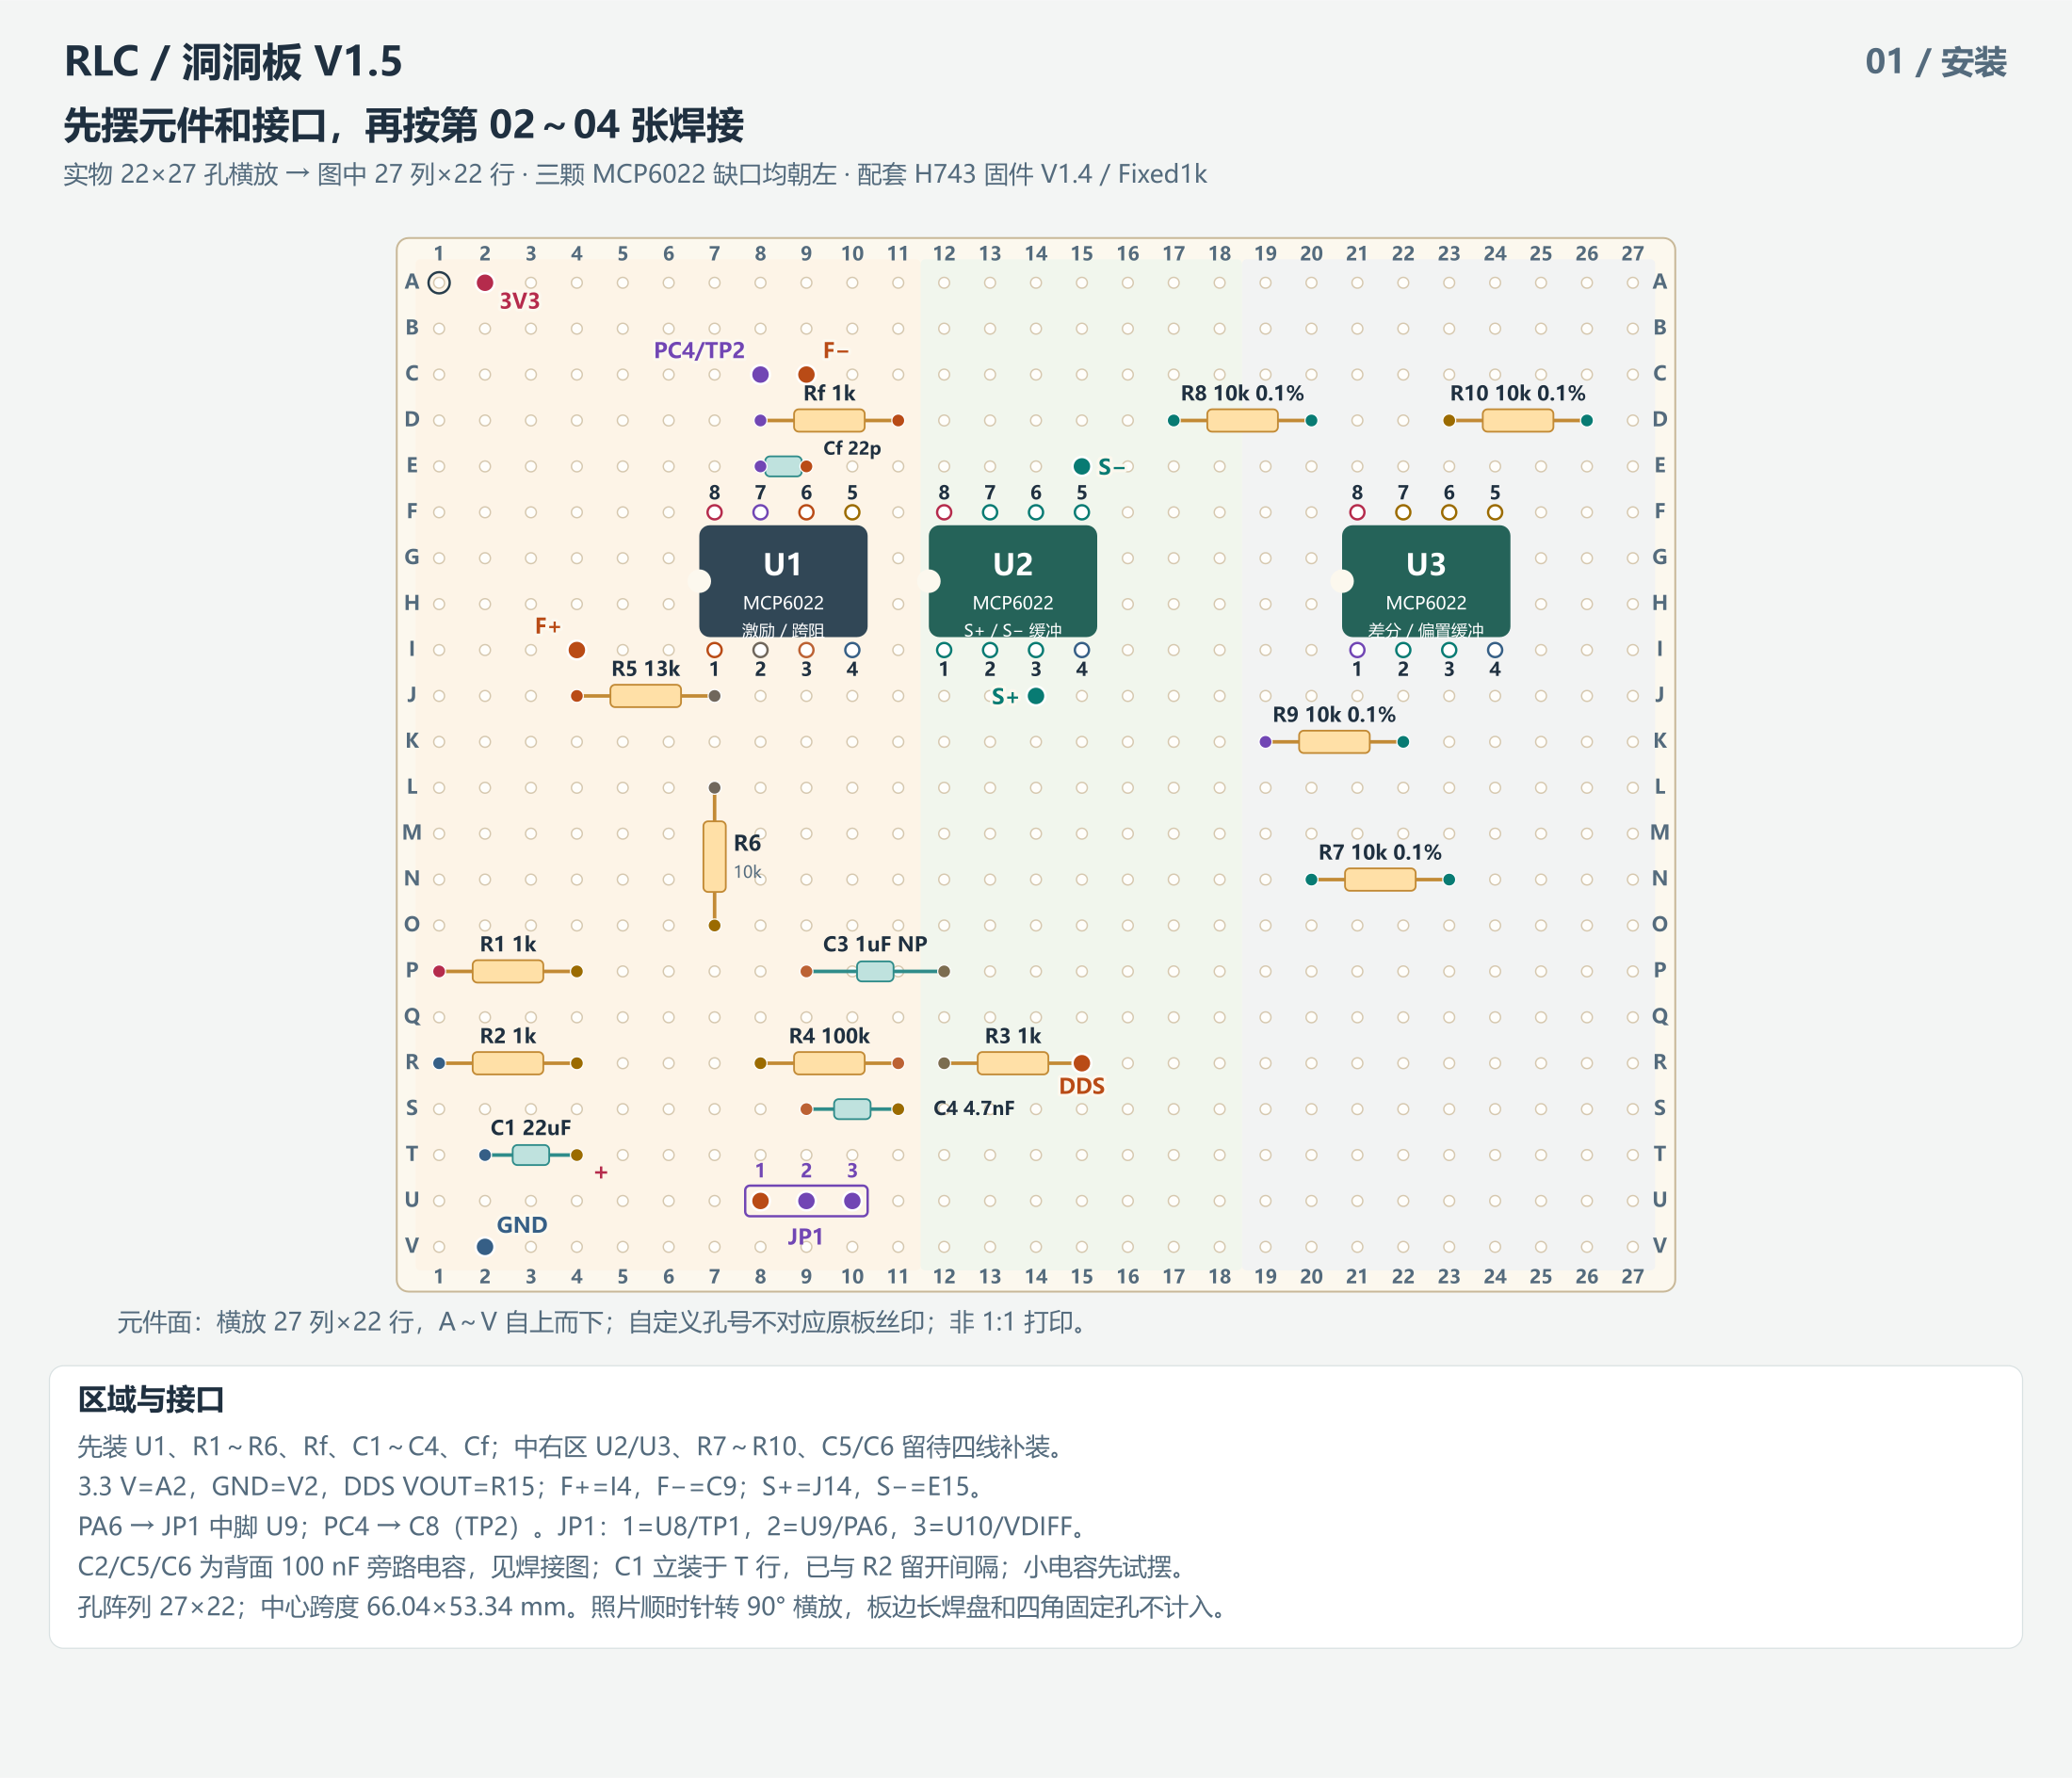 RLC / 洞洞板 V1.5
01 / 安装
先摆元件和接口，再按第 02～04 张焊接
实物 22×27 孔横放 → 图中 27 列×22 行 · 三颗 MCP6022 缺口均朝左 · 配套 H743 固件 V1.4 / Fixed1k
1 2 3 4 5 6 7 8 9 10 11 12 13 14 15 16 17 18 19 20 21 22 23 24 25 26 27
A A
3V3
B B
PC4/TP2 F−
C C
Rf 1k R8 10k 0.1% R10 10k 0.1%
D D
Cf 22p
E S− E
8 7 6 5 8 7 6 5 8 7 6 5
F F
U1 U2 U3
G G
MCP6022 MCP6022 MCP6022
H H
激励 / 跨阻 S+ / S− 缓冲 差分 / 偏置缓冲
F+
I I
R5 13k 1 2 3 4 1 2 3 4 1 2 3 4
J S+ J
R9 10k 0.1%
K K
L L
M M
R6
R7 10k 0.1%
10k
N N
O O
R1 1k C3 1uF NP
P P
Q Q
R2 1k R4 100k R3 1k
R R
DDS
S C4 4.7nF S
C1 22uF
T T
+ 1 2 3
U U
GND JP1
V V
1 2 3 4 5 6 7 8 9 10 11 12 13 14 15 16 17 18 19 20 21 22 23 24 25 26 27
元件面：横放 27 列×22 行，A～V 自上而下；自定义孔号不对应原板丝印；非 1:1 打印。
区域与接口
先装 U1、R1～R6、Rf、C1～C4、Cf；中右区 U2/U3、R7～R10、C5/C6 留待四线补装。
3.3 V=A2，GND=V2，DDS VOUT=R15；F+=I4，F−=C9；S+=J14，S−=E15。
PA6 → JP1 中脚 U9；PC4 → C8（TP2）。JP1：1=U8/TP1，2=U9/PA6，3=U10/VDIFF。
C2/C5/C6 为背面 100 nF 旁路电容，见焊接图；C1 立装于 T 行，已与 R2 留开间隔；小电容先试摆。
孔阵列 27×22；中心跨度 66.04×53.34 mm。照片顺时针转 90° 横放，板边长焊盘和四角固定孔不计入。